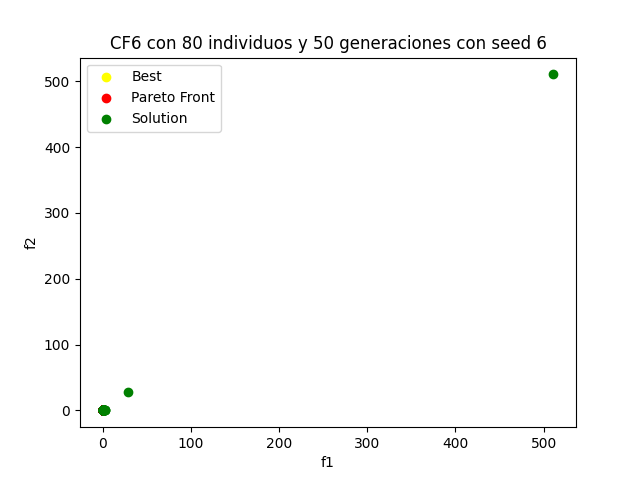 CF6 con 80 individuos y 50 generaciones con seed 6
Best
Pareto Front
Solution
500
400
300
200
100
0
f2
0 100 200 300 400 500
f1